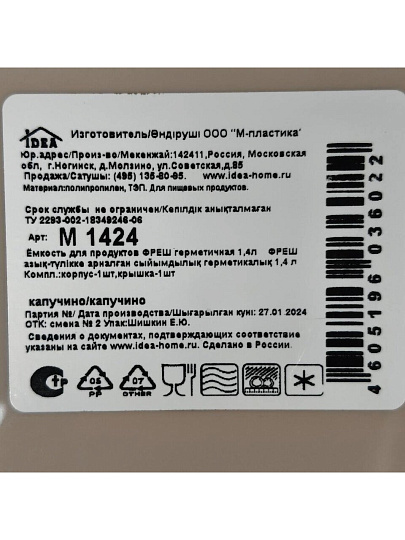 IDEA
Изготовитель/Өндіруші ООО "М-пластика"
Юр.адрес/Произ-во/Мекенжай:142411,Россия, Московская
обл, г.Ногинск, д.Молзино, ул.Советская,д.85
Продажа/Сатушы: (495) 135-80-95. www.idea-home.ru
Материал:полипропилен, ТЭП. Для пищевых продуктов.
Срок службы не ограничен/Кепілдік анықталмаған
ТУ 2293-002-18349246-06
Арт: М 1424
Ёмкость для продуктов ФРЕШ герметичная 1,4л ФРЕШ
азық-түлікке арналған сыйымдылық герметикалық 1,4 л
Компл.:корпус-1шт,крышка-1шт
капучино/капучино
Партия №/ Дата производства/Шығарылған күні: 27.01.2024
ОТК: смена № 2 Упак:Шишкин Е.Ю.
Сведения о документах, подтверждающих соответствие
указаны на сайте www.idea-home.ru. Сделано в России.
05 07
PP OTHER
4605196036022